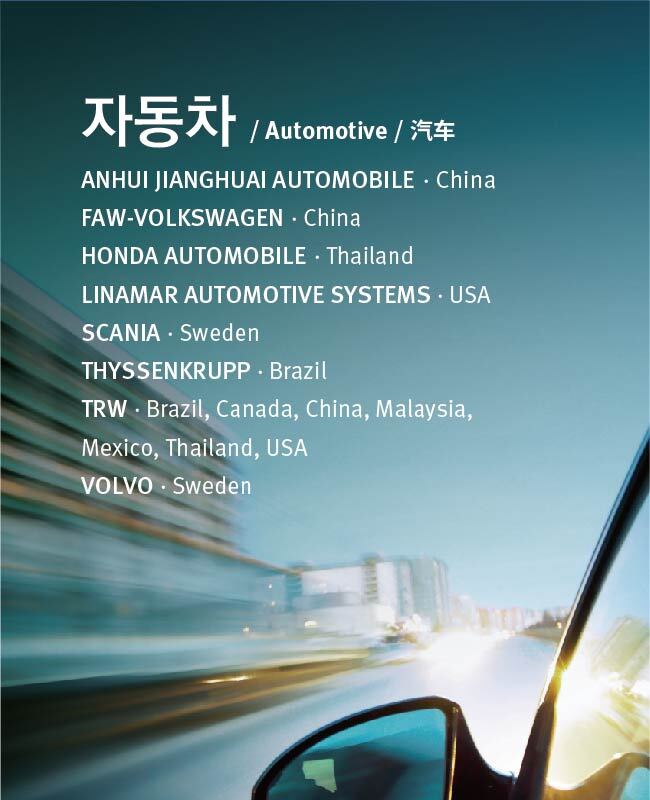 자동차 / Automotive / 汽车
ANHUI JIANGHUAI AUTOMOBILE · China
FAW-VOLKSWAGEN · China
HONDA AUTOMOBILE · Thailand
LINAMAR AUTOMOTIVE SYSTEMS · USA
SCANIA · Sweden
THYSSENKRUPP · Brazil
TRW · Brazil, Canada, China, Malaysia,
Mexico, Thailand, USA
VOLVO · Sweden